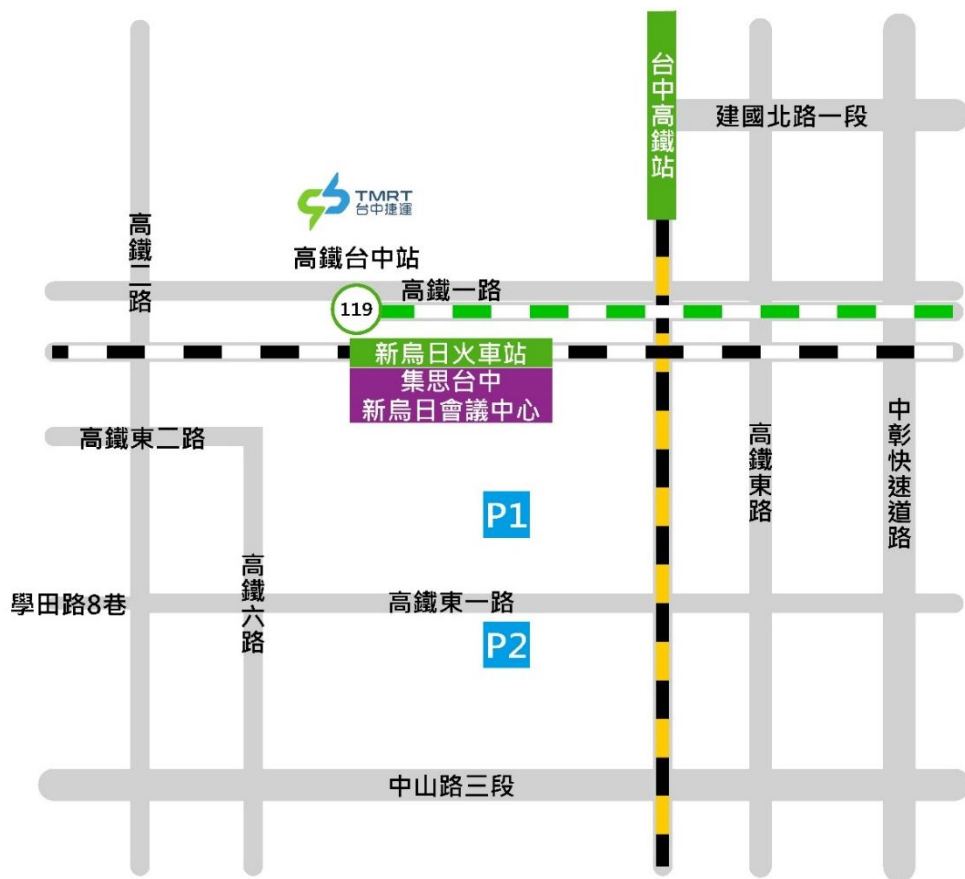 台中高鐵站
建國北路一段
TMRT
台中捷運
高鐵二路
高鐵台中站
高鐵一路
119
新烏日火車站
集思台中
新烏日會議中心
中彰快速道路
高鐵東二路
高鐵東路
P1
高鐵六路
學田路8巷
高鐵東一路
P2
中山路三段